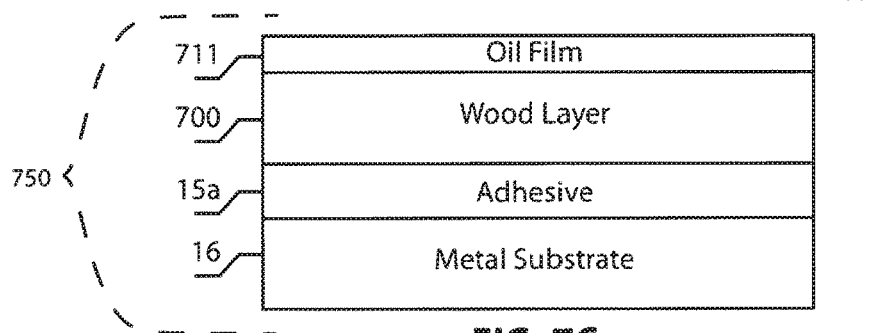 711 Oil Film
700 Wood Layer
750
15a Adhesive
16 Metal Substrate